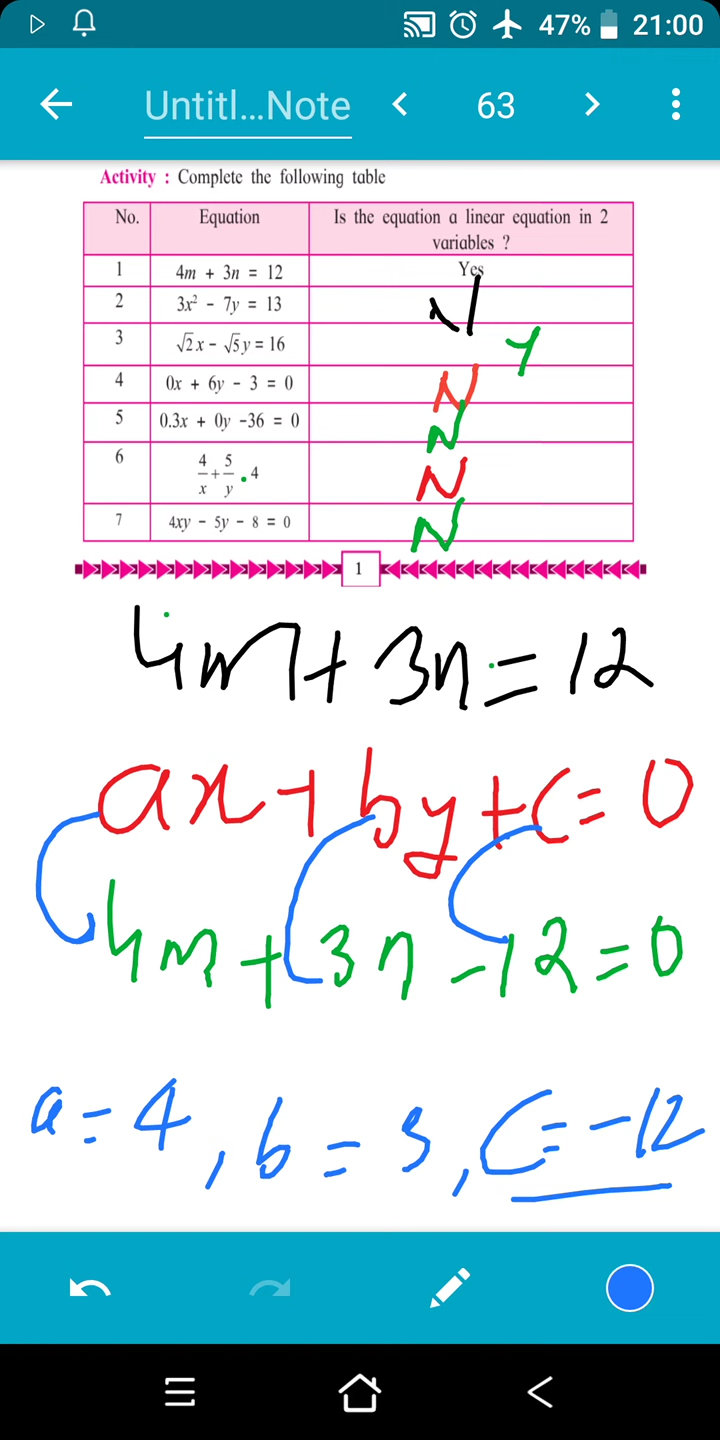 47% 21:00
Untitl...Note 63
Activity : Complete the following table
No. Equation Is the equation a linear equation in 2 variables ?
1 4m + 3n = 12 Yes
2 3x² - 7y = 13 N
3 √2x - √5y = 16 Y
4 0x + 6y - 3 = 0 N
5 0.3x + 0y -36 = 0 N
6 4/x + 5/y . 4 N
7 4xy - 5y - 8 = 0 N
1
4m + 3n = 12
ax + by + c = 0
4m + 3n - 12 = 0
a = 4, b = 3, C = -12